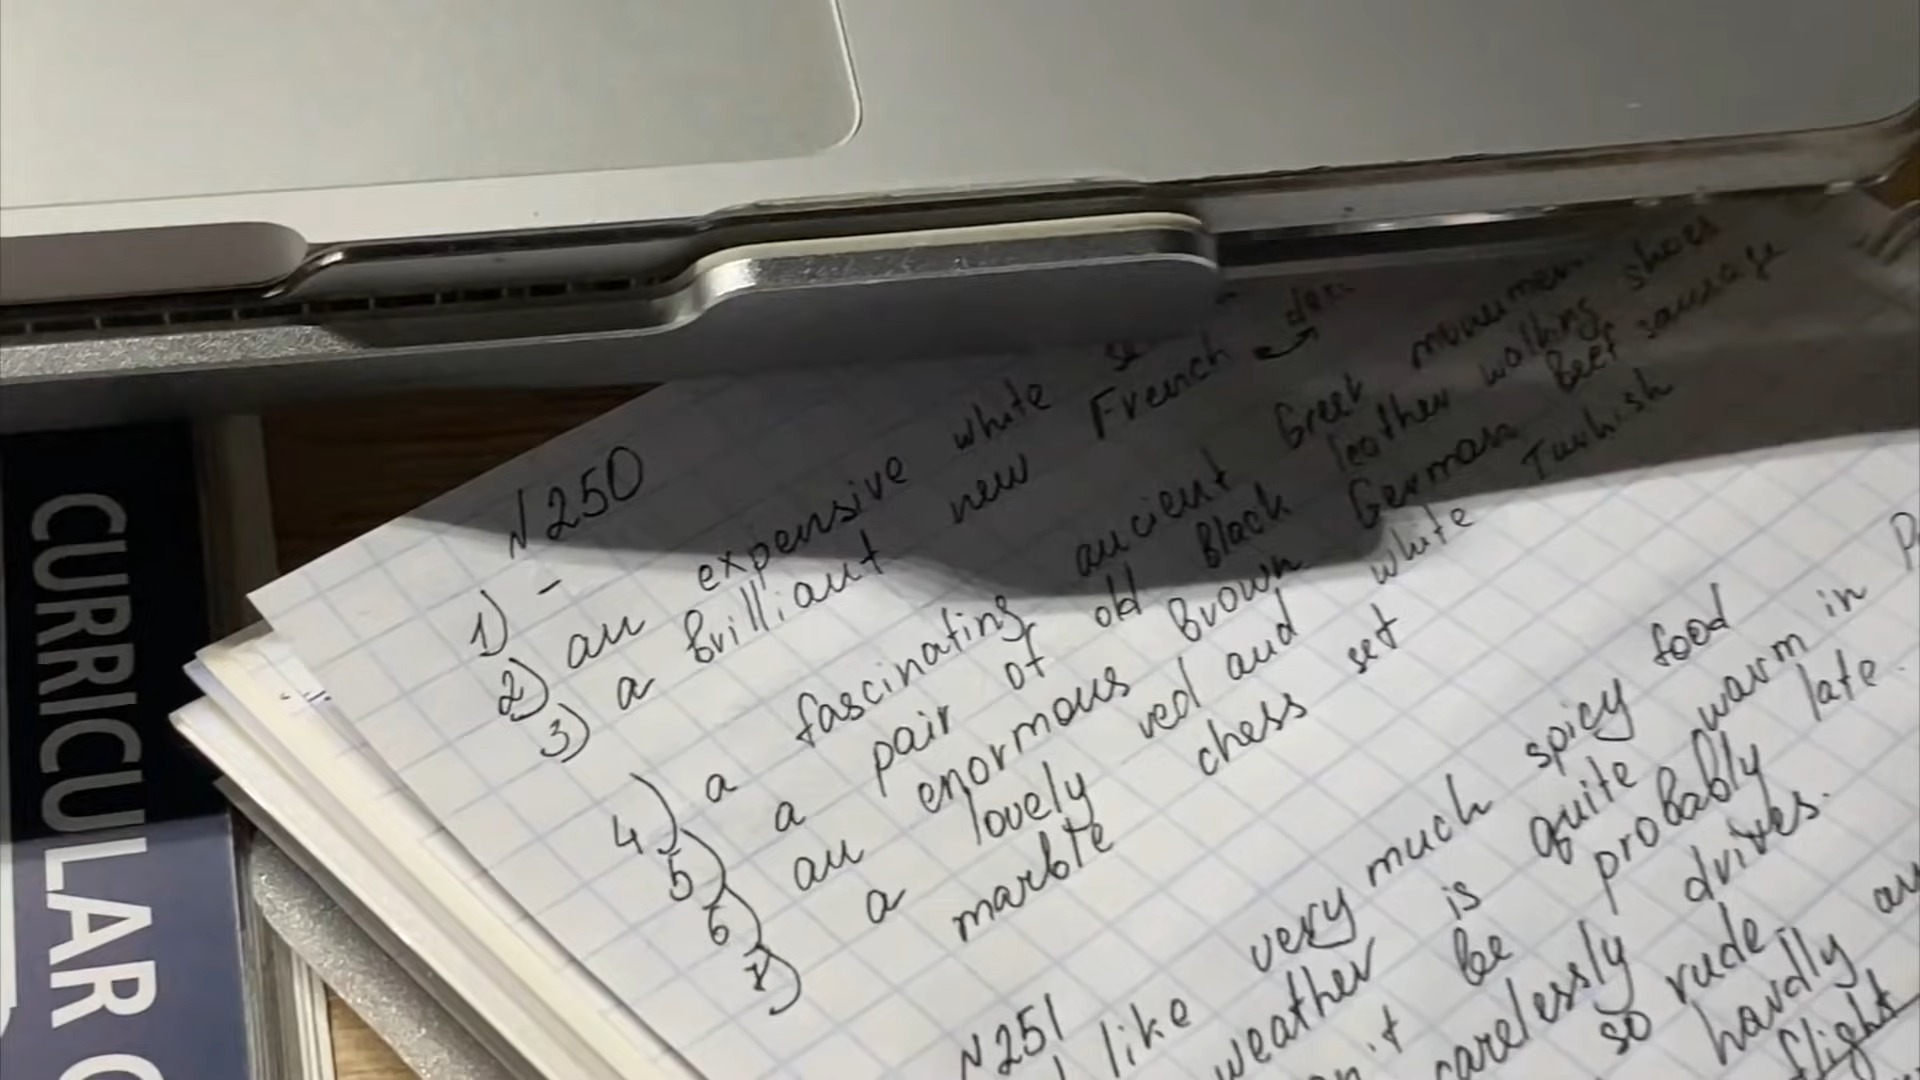 CURRICULAR
N250
1) –
2) an expensive white
3) a brilliant new French
4) a fascinating ancient Greek
5) a pair of old black leather walking shoes
6) an enormous brown German beef sausage
7) a lovely red and white Turkish
marble chess set
N251
like very much spicy food
weather is quite warm in
be probably late.
carelessly drives.
so rude
hardly
flight